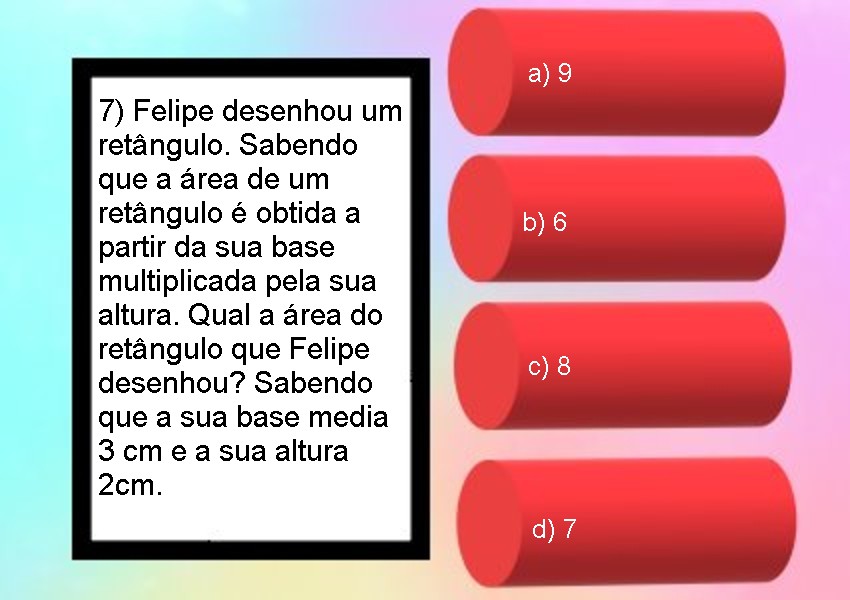 7) Felipe desenhou um
retângulo. Sabendo
que a área de um
retângulo é obtida a
partir da sua base
multiplicada pela sua
altura. Qual a área do
retângulo que Felipe
desenhou? Sabendo
que a sua base media
3 cm e a sua altura
2cm.
a) 9
b) 6
c) 8
d) 7